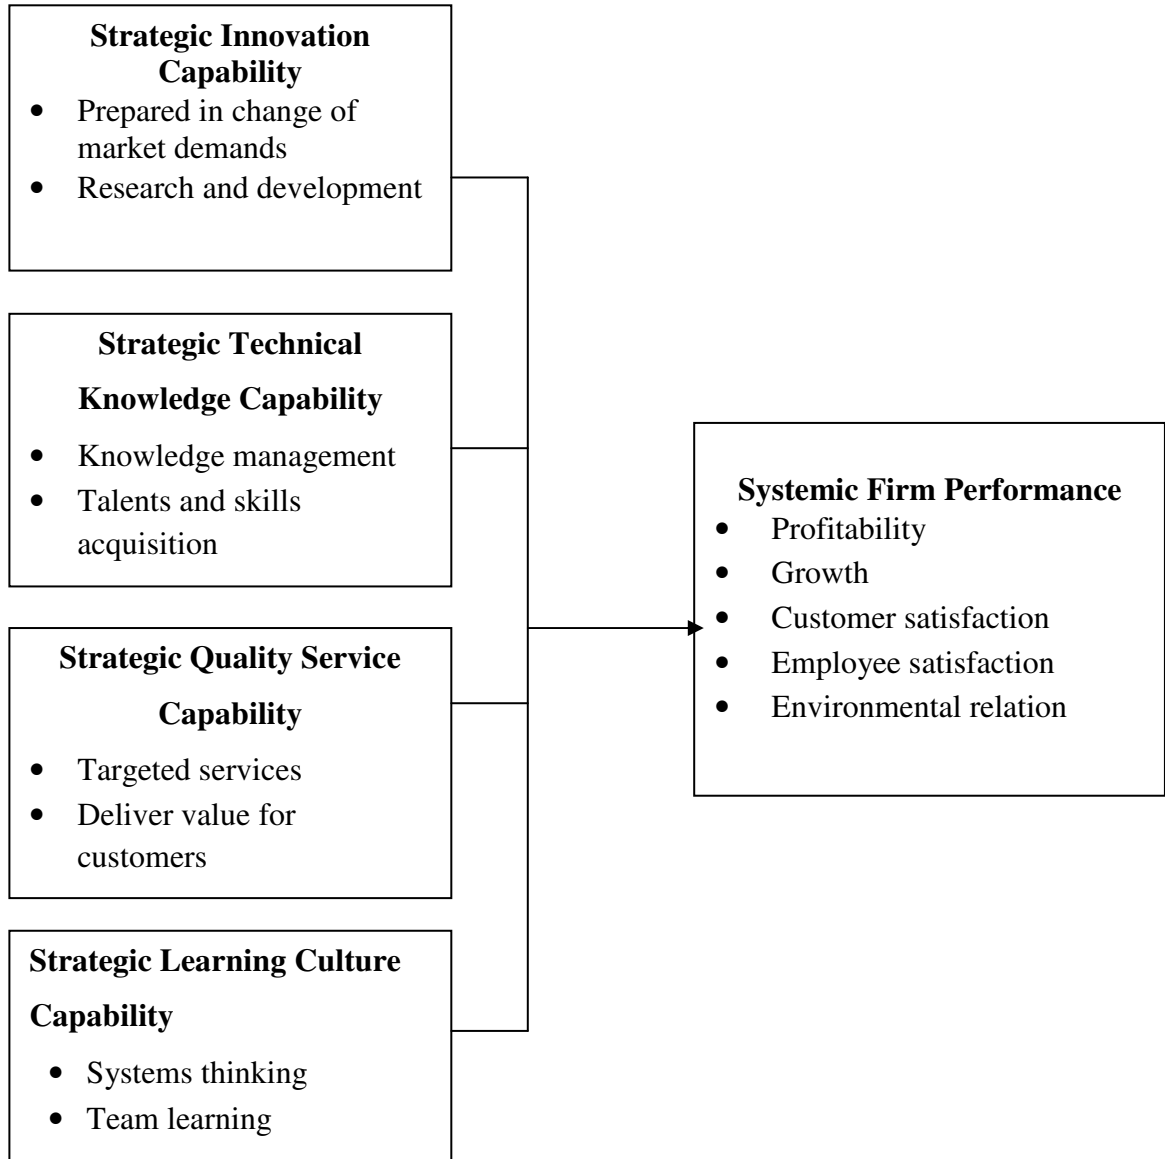 Strategic Innovation
Capability
• Prepared in change of
market demands
• Research and development
Strategic Technical
Knowledge Capability
• Knowledge management
• Talents and skills
acquisition
Strategic Quality Service
Capability
• Targeted services
• Deliver value for
customers
Strategic Learning Culture
Capability
• Systems thinking
• Team learning
Systemic Firm Performance
• Profitability
• Growth
• Customer satisfaction
• Employee satisfaction
• Environmental relation